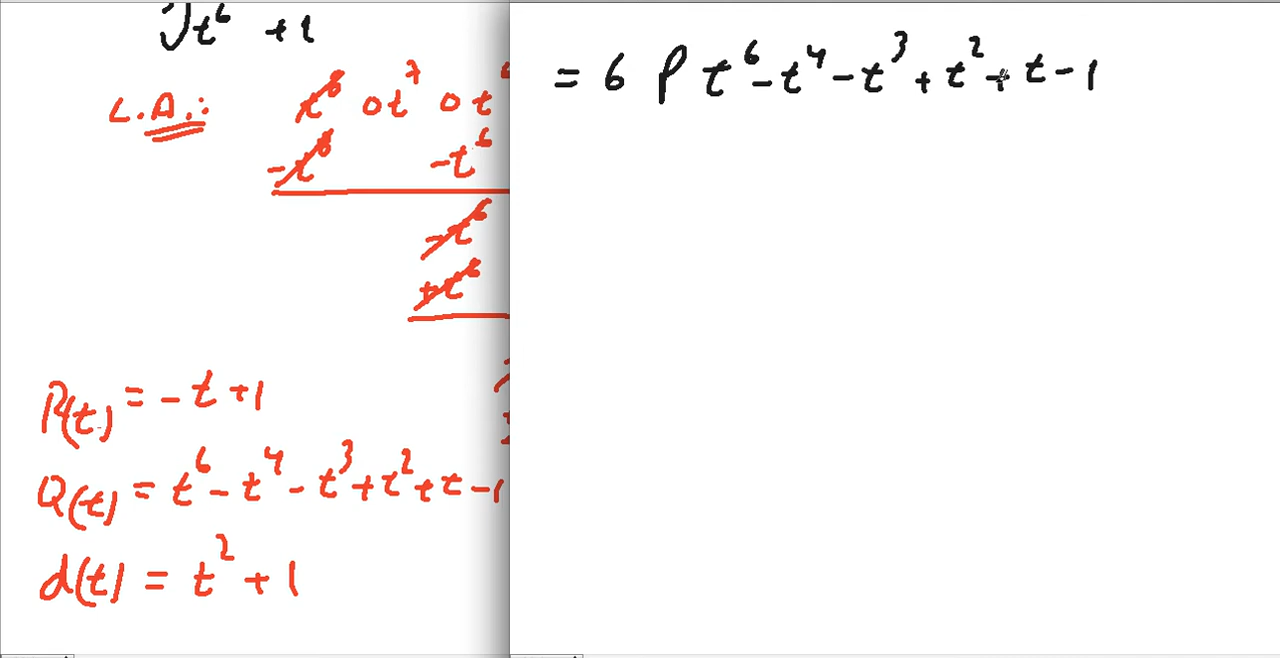 ∫t⁶ + 1
L.A.: t⁸ 0t⁷ 0t
-t⁸ -t⁶
-t⁶
+t⁶
R(t) = -t+1
Q(t) = t⁶-t⁴-t³+t²+t-1
d(t) = t²+1
= 6 ∫ t⁶-t⁴-t³+t²+t-1